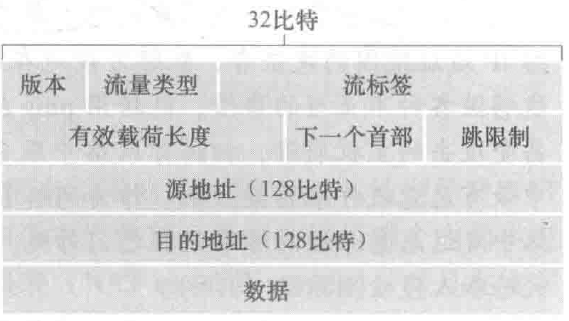 32比特
版本 流量类型 流标签
有效载荷长度 下一个首部 跳限制
源地址（128比特）
目的地址（128比特）
数据